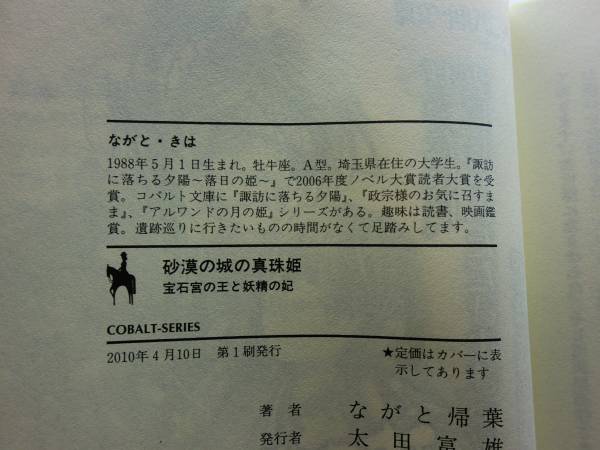 ながと・きは
1988年5月1日生まれ。牡牛座。A型。埼玉県在住の大学生。『諏訪
に落ちる夕陽〜落日の姫〜』で2006年度ノベル大賞読者大賞を受
賞。コバルト文庫に『諏訪に落ちる夕陽』、『政宗様のお気に召すま
ま』、『アルワンドの月の姫』シリーズがある。趣味は読書、映画鑑
賞。遺跡巡りに行きたいものの時間がなくて足踏みしてます。
砂漠の城の真珠姫
宝石宮の王と妖精の妃
COBALT-SERIES
2010年4月10日 第1刷発行
★定価はカバーに表
示してあります
著者 ながと帰葉
発行者 太田富雄